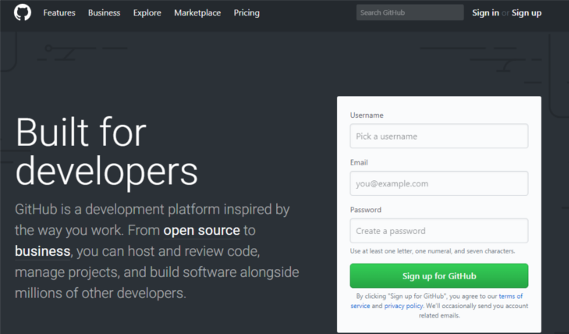 Features Business Explore Marketplace Pricing Search GitHub Sign in or Sign up
Built for
developers
GitHub is a development platform inspired by
the way you work. From open source to
business, you can host and review code,
manage projects, and build software alongside
millions of other developers.
Username
Pick a username
Email
you@example.com
Password
Create a password
Use at least one letter, one numeral, and seven characters.
Sign up for GitHub
By clicking "Sign up for GitHub", you agree to our terms of
service and privacy policy. We'll occasionally send you account
related emails.